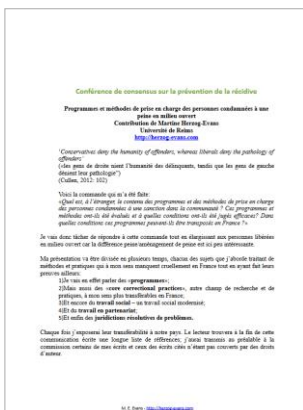 Conférence de consensus sur la prévention de la récidive
Programmes et méthodes de prise en charge des personnes condamnées à une
peine en milieu ouvert
Contribution de Martine Herzog-Evans
Université de Reims
http://herzog-evans.com
'Conservatives deny the humanity of offenders, whereas liberals deny the pathology of
offenders'
(«les gens de droite nient l'humanité des délinquants, tandis que les gens de gauche
dénient leur pathologie»)
(Cullen, 2012: 102)
Voici la commande qui m'a été faite:
«Quel est, à l'étranger, le contenu des programmes et des méthodes de prise en charge
des personnes condamnées à une sanction dans la communauté ? Ces programmes et
méthodes ont-ils été évalués et à quelles conditions ont-ils été jugés efficaces? Dans
quelles conditions ces programmes peuvent-ils être transposés en France ?»
Je vais donc tâcher de répondre à cette commande tout en élargissant aux personnes libérées
en milieu ouvert car la différence peine/aménagement de peine est ici peu intéressante.
Ma présentation va être divisée en plusieurs temps, chacun des sujets que j'aborde traitant de
méthodes et pratiques qui à mon sens manquent cruellement en France tout en ayant fait leurs
preuves ailleurs:
1)Je vais en effet parler des «programmes»;
2)Mais aussi des «core correctional practices», autre champ de recherche et de
pratiques, à mon sens plus transférables en France;
3)Et encore du travail social – un travail social modernisé;
4)Et du travail en partenariat;
5)Et enfin des juridictions résolutives de problèmes.
Chaque fois j'exposerai leur transférabilité à notre pays. Le lecteur trouvera à la fin de cette
communication écrite une longue liste de références; j'aurai transmis au préalable à la
commission certains de mes écrits et ceux des écrits cités n'étant pas couverts par des droits
d'auteur.
M. E. Evans - http://herzog-evans.com